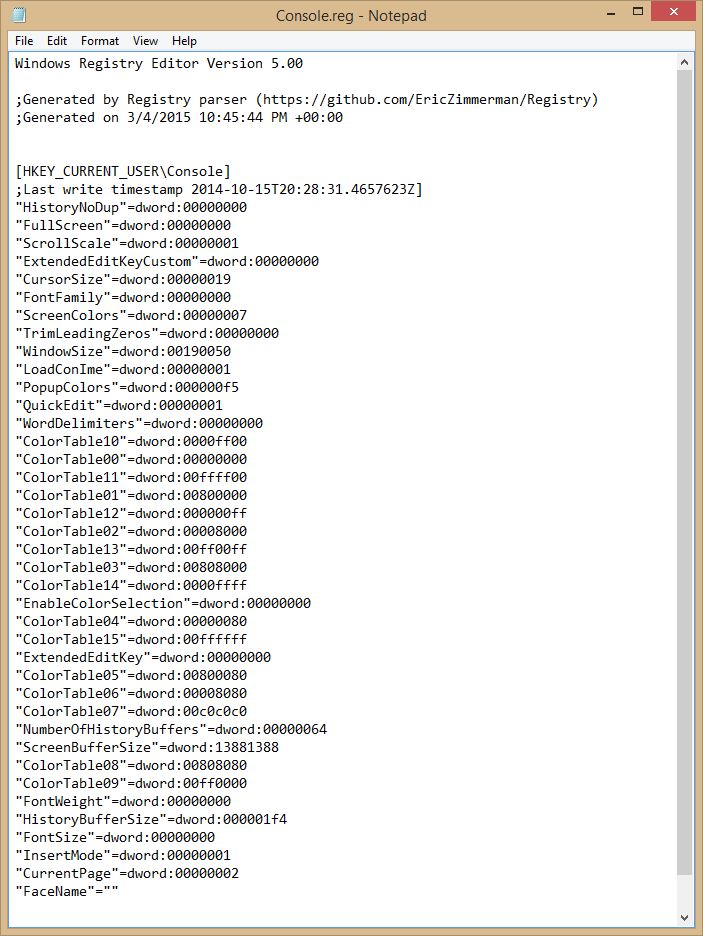 Console.reg - Notepad
File Edit Format View Help
Windows Registry Editor Version 5.00
;Generated by Registry parser (https://github.com/EricZimmerman/Registry)
;Generated on 3/4/2015 10:45:44 PM +00:00
[HKEY_CURRENT_USER\Console]
;Last write timestamp 2014-10-15T20:28:31.4657623Z]
"HistoryNoDup"=dword:00000000
"FullScreen"=dword:00000000
"ScrollScale"=dword:00000001
"ExtendedEditKeyCustom"=dword:00000000
"CursorSize"=dword:00000019
"FontFamily"=dword:00000000
"ScreenColors"=dword:00000007
"TrimLeadingZeros"=dword:00000000
"WindowSize"=dword:00190050
"LoadConIme"=dword:00000001
"PopupColors"=dword:000000f5
"QuickEdit"=dword:00000001
"WordDelimiters"=dword:00000000
"ColorTable10"=dword:0000ff00
"ColorTable00"=dword:00000000
"ColorTable11"=dword:00ffff00
"ColorTable01"=dword:00800000
"ColorTable12"=dword:000000ff
"ColorTable02"=dword:00008000
"ColorTable13"=dword:00ff00ff
"ColorTable03"=dword:00808000
"ColorTable14"=dword:0000ffff
"EnableColorSelection"=dword:00000000
"ColorTable04"=dword:00000080
"ColorTable15"=dword:00ffffff
"ExtendedEditKey"=dword:00000000
"ColorTable05"=dword:00800080
"ColorTable06"=dword:00008080
"ColorTable07"=dword:00c0c0c0
"NumberOfHistoryBuffers"=dword:00000064
"ScreenBufferSize"=dword:13881388
"ColorTable08"=dword:00808080
"ColorTable09"=dword:00ff0000
"FontWeight"=dword:00000000
"HistoryBufferSize"=dword:000001f4
"FontSize"=dword:00000000
"InsertMode"=dword:00000001
"CurrentPage"=dword:00000002
"FaceName"=""